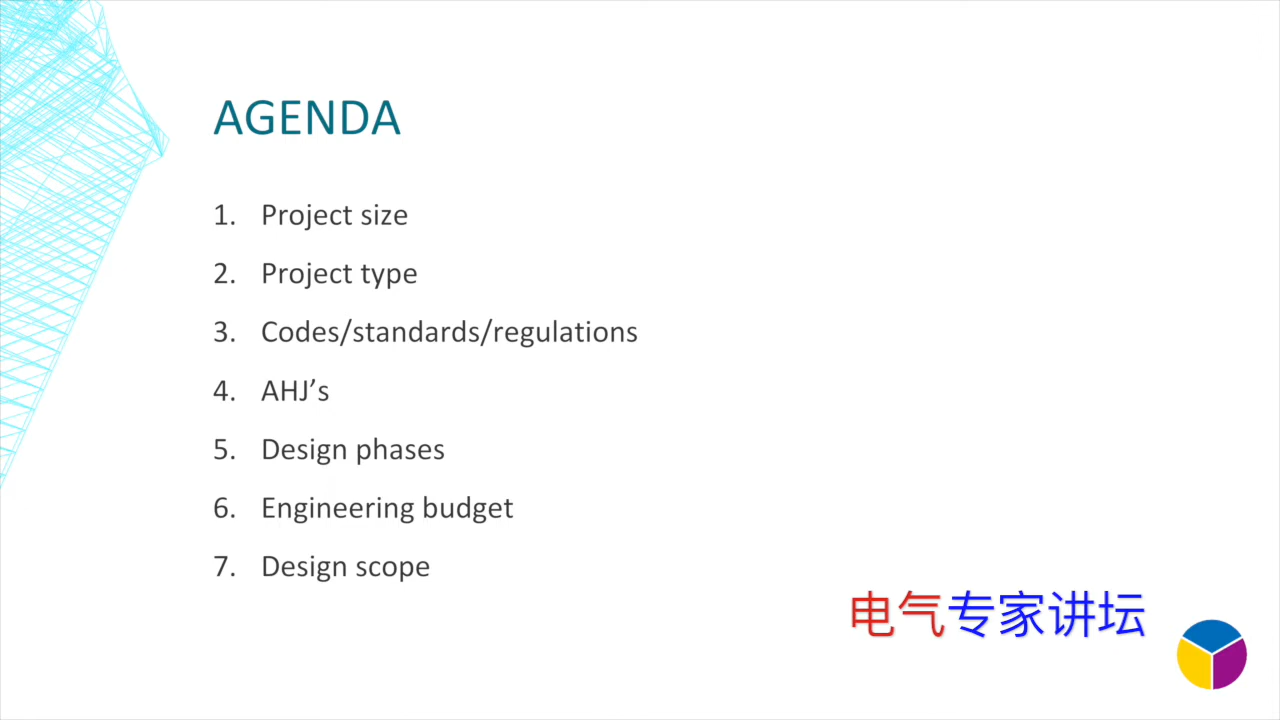 AGENDA
1. Project size
2. Project type
3. Codes/standards/regulations
4. AHJ’s
5. Design phases
6. Engineering budget
7. Design scope
电气专家讲坛